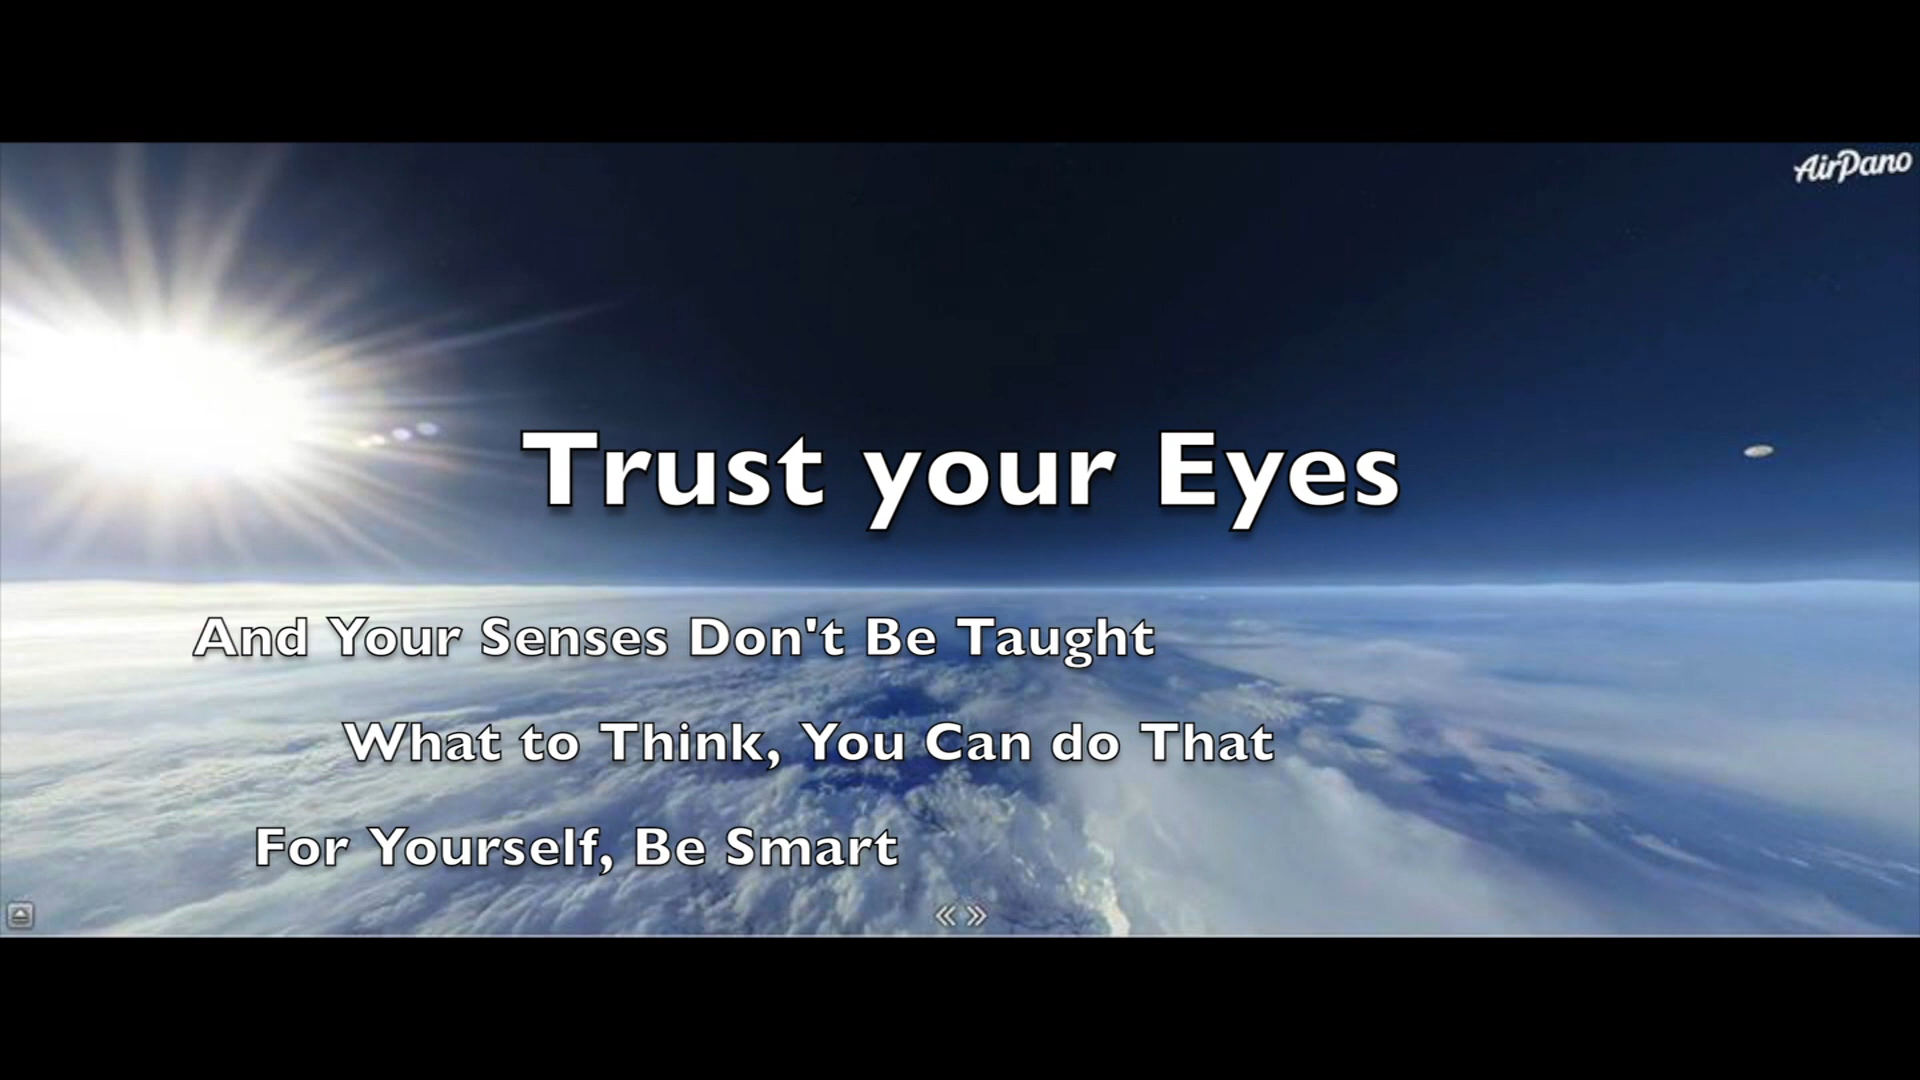 AirPano
Trust your Eyes
And Your Senses Don't Be Taught
What to Think, You Can do That
For Yourself, Be Smart